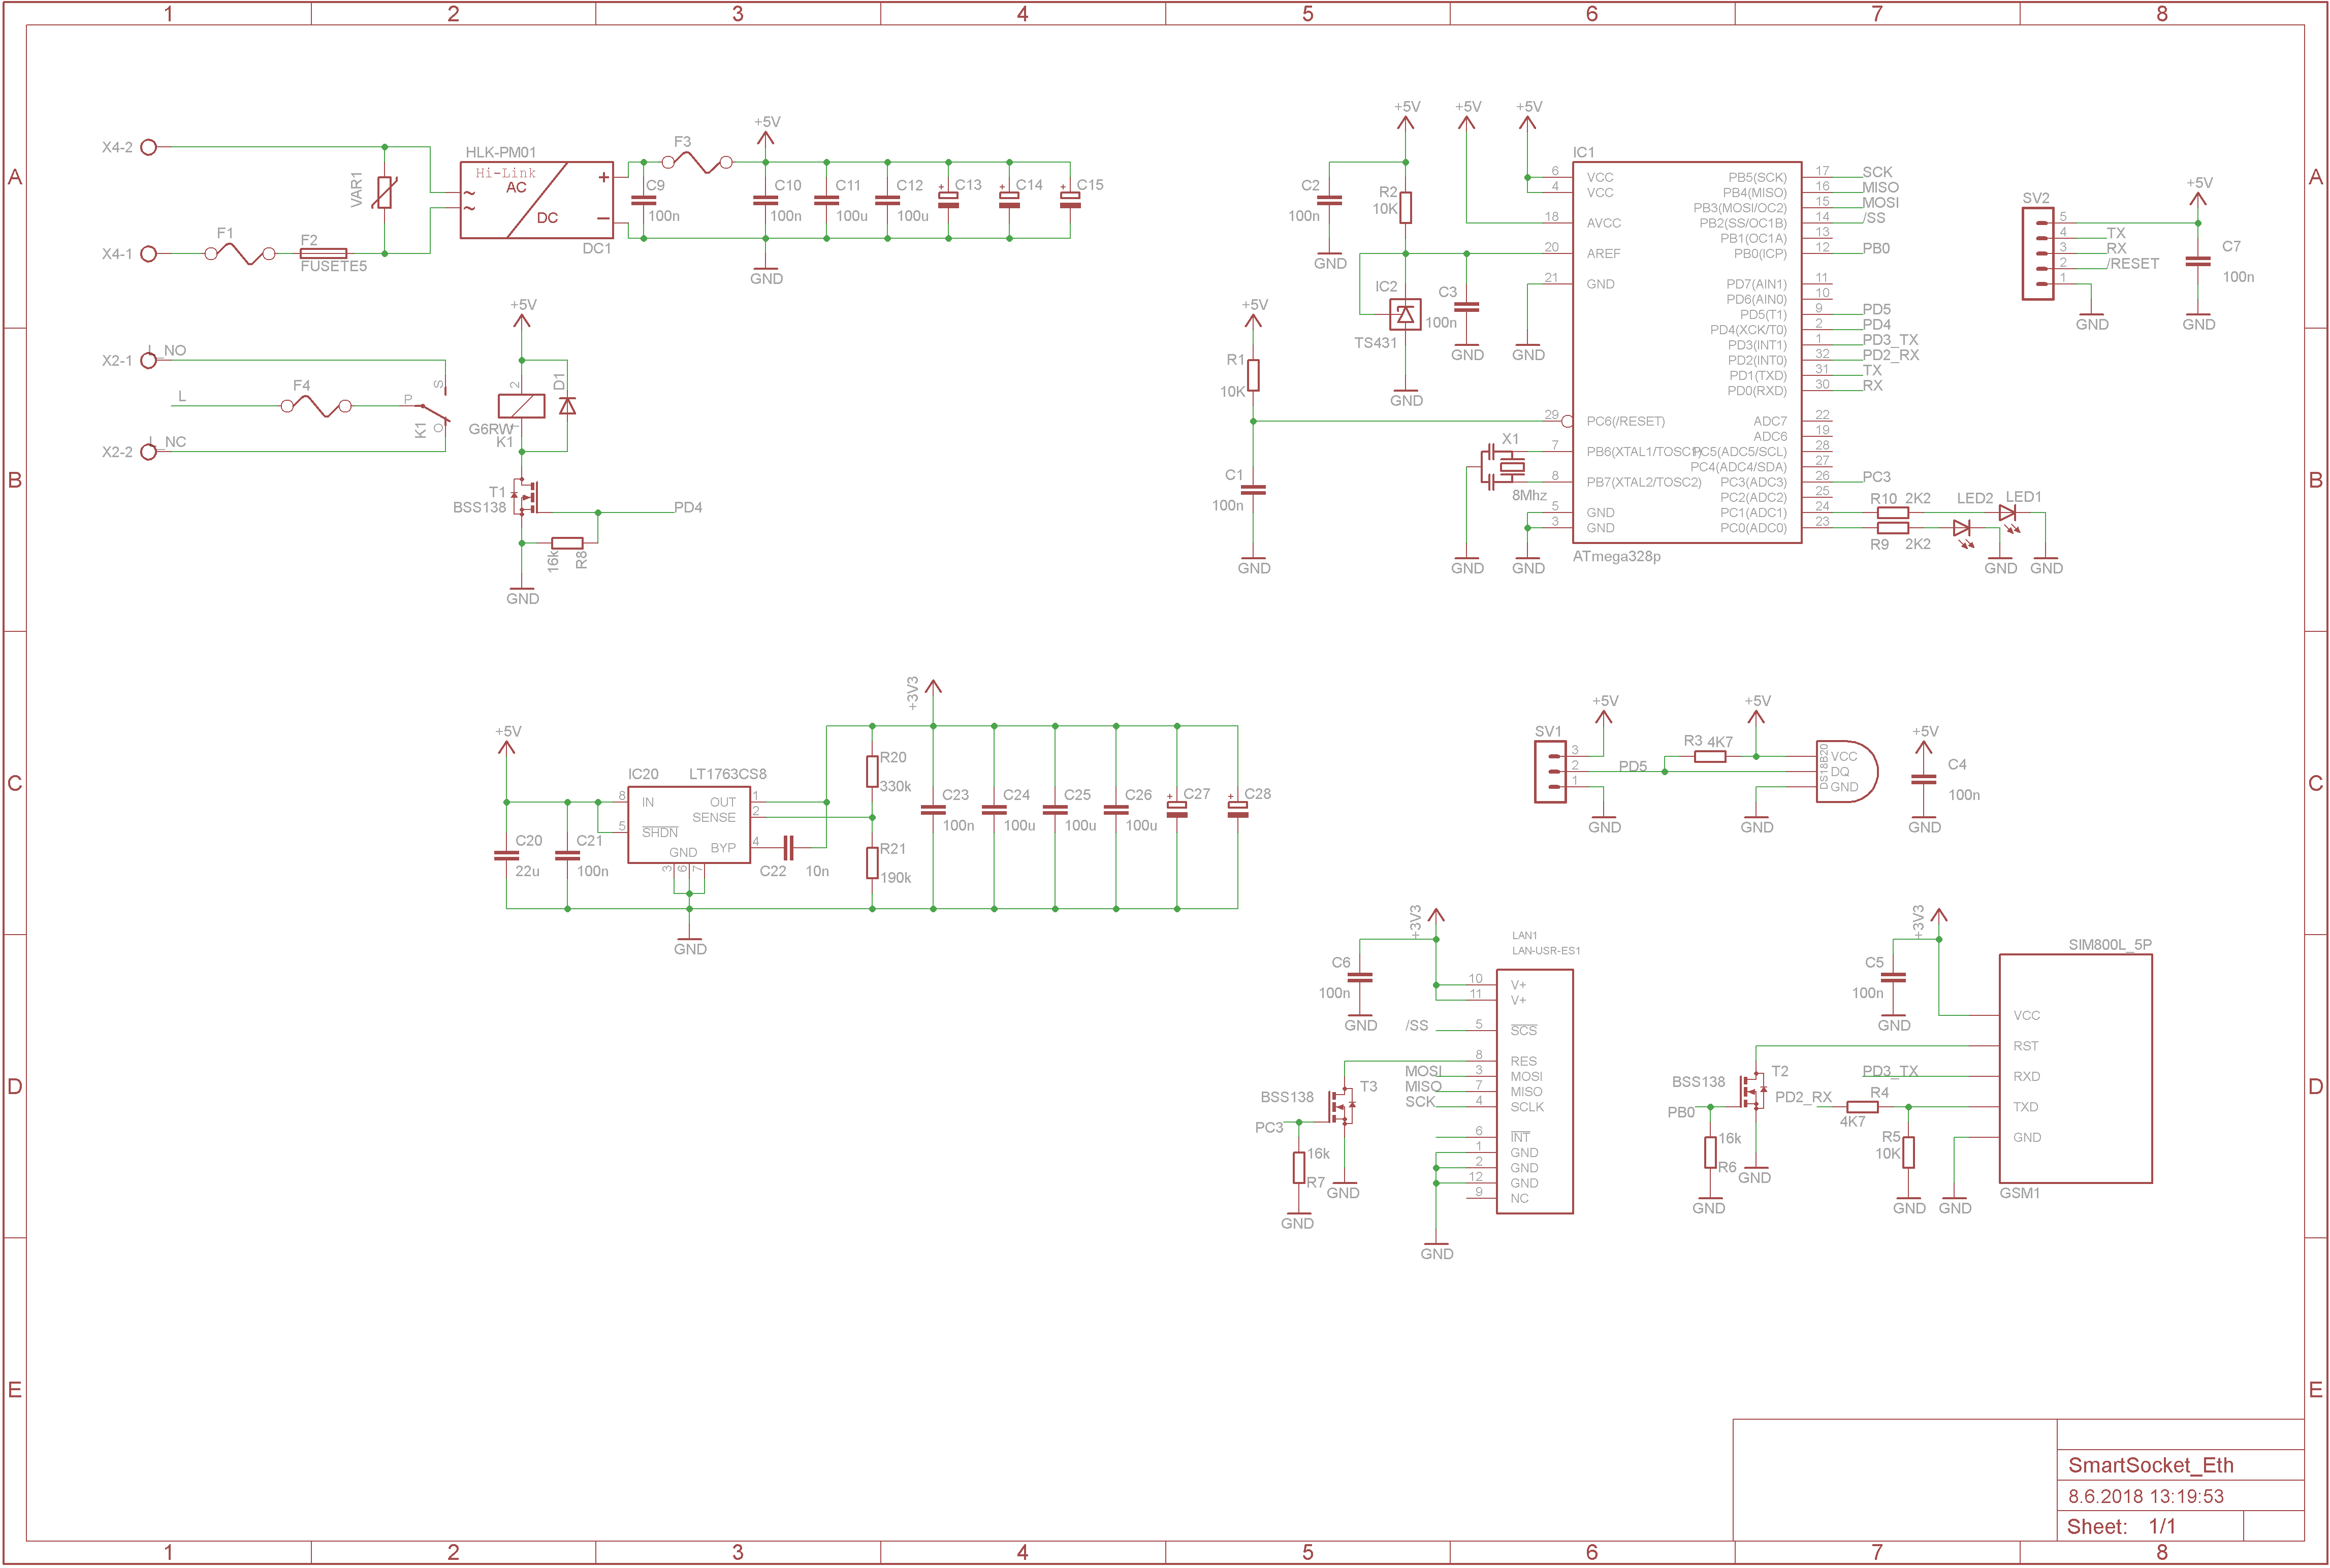 1 2 3 4 5 6 7 8
A
B
C
D
E
A
B
C
D
E
1 2 3 4 5 6 7 8
X4-2
X4-1
F1
F2
FUSETE5
VAR1
HLK-PM01
Hi-Link
AC
DC
+
−
~
~
DC1
F3
+5V
C9
100n
C10
100n
C11
100u
C12
100u
+
C13
+
C14
+
C15
GND
X2-1
L_NO
L
F4
X2-2
L_NC
P
S
O
K1
+5V
2
1
G6RW
K1
D1
T1
BSS138
PD4
16k
R8
GND
+5V
R1
10K
C1
100n
GND
+5V
C2
100n
GND
R2
10K
IC2
TS431
GND
C3
100n
GND
+5V
+5V
GND
X1
8Mhz
GND
GND
IC1
6 VCC
4 VCC
18 AVCC
20 AREF
21 GND
29 PC6(/RESET)
7 PB6(XTAL1/TOSC1)
8 PB7(XTAL2/TOSC2)
5 GND
3 GND
PB5(SCK) 17 SCK
PB4(MISO) 16 MISO
PB3(MOSI/OC2) 15 MOSI
PB2(SS/OC1B) 14 /SS
PB1(OC1A) 13
PB0(ICP) 12 PB0
PD7(AIN1) 11
PD6(AIN0) 10
PD5(T1) 9 PD5
PD4(XCK/T0) 2 PD4
PD3(INT1) 1 PD3_TX
PD2(INT0) 32 PD2_RX
PD1(TXD) 31 TX
PD0(RXD) 30 RX
ADC7 22
ADC6 19
PC5(ADC5/SCL) 28
PC4(ADC4/SDA) 27
PC3(ADC3) 26 PC3
PC2(ADC2) 25
PC1(ADC1) 24
PC0(ADC0) 23
ATmega328p
R10 2K2
R9 2K2
LED2
LED1
GND
GND
SV2
5
4 TX
3 RX
2 /RESET
1
GND
+5V
C7
100n
GND
+5V
C20
22u
C21
100n
IC20
LT1763CS8
8 IN
5 SHDN
OUT 1
SENSE 2
BYP 4
GND
3
6
7
C22 10n
GND
R20
330k
R21
190k
+3V3
C23
100n
C24
100u
C25
100u
C26
100u
+
C27
+
C28
SV1
3
2
1
+5V
GND
PD5
R3 4K7
+5V
DS18B20
VCC
DQ
GND
GND
+5V
C4
100n
GND
+3V3
C6
100n
GND
LAN1
LAN-USR-ES1
10 V+
11 V+
/SS 5 SCS
8 RES
MOSI 3 MOSI
MISO 7 MISO
SCK 4 SCLK
6 INT
1 GND
2 GND
12 GND
9 NC
GND
BSS138
T3
PC3
16k
R7
GND
GND
+3V3
C5
100n
GND
SIM800L_5P
VCC
RST
RXD
TXD
GND
GSM1
BSS138
T2
PB0
16k
R6
GND
GND
PD3_TX
PD2_RX
R4
4K7
R5
10K
GND
GND
SmartSocket_Eth
8.6.2018 13:19:53
Sheet: 1/1